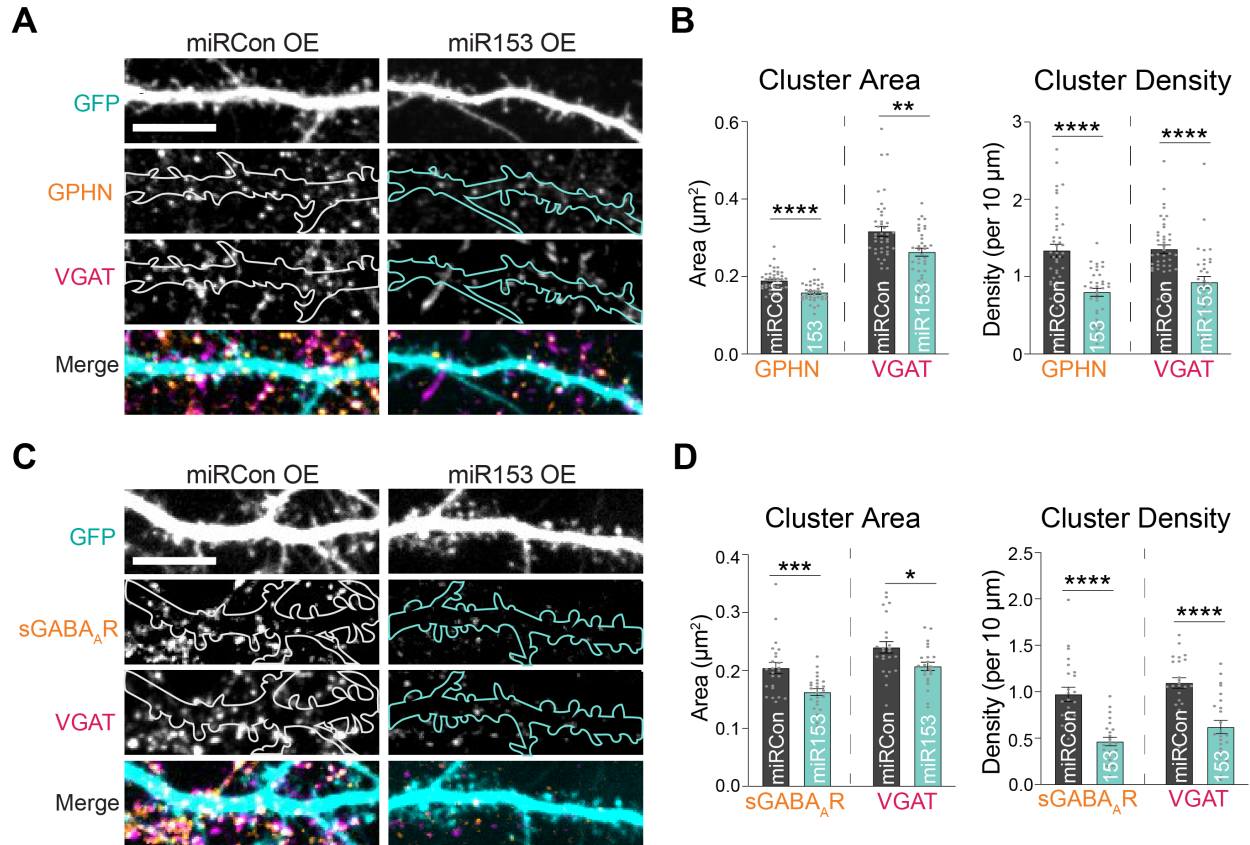 A
miRCon OE
miR153 OE
GFP
GPHN
VGAT
Merge
B
Cluster Area
Cluster Density
Area (µm²)
0.6
0.4
0.2
0.0
**
****
miRCon
153
miRCon
miR153
GPHN
VGAT
Density (per 10 µm)
3
2
1
0
****
****
miRCon
153
miRCon
miR153
GPHN
VGAT
C
miRCon OE
miR153 OE
GFP
sGABA_AR
VGAT
Merge
D
Cluster Area
Cluster Density
Area (µm²)
0.4
0.3
0.2
0.1
0.0
***
*
miRCon
miR153
miRCon
miR153
sGABA_AR
VGAT
Density (per 10 µm)
2.5
2.0
1.5
1.0
0.5
0.0
****
****
miRCon
153
miRCon
153
sGABA_AR
VGAT